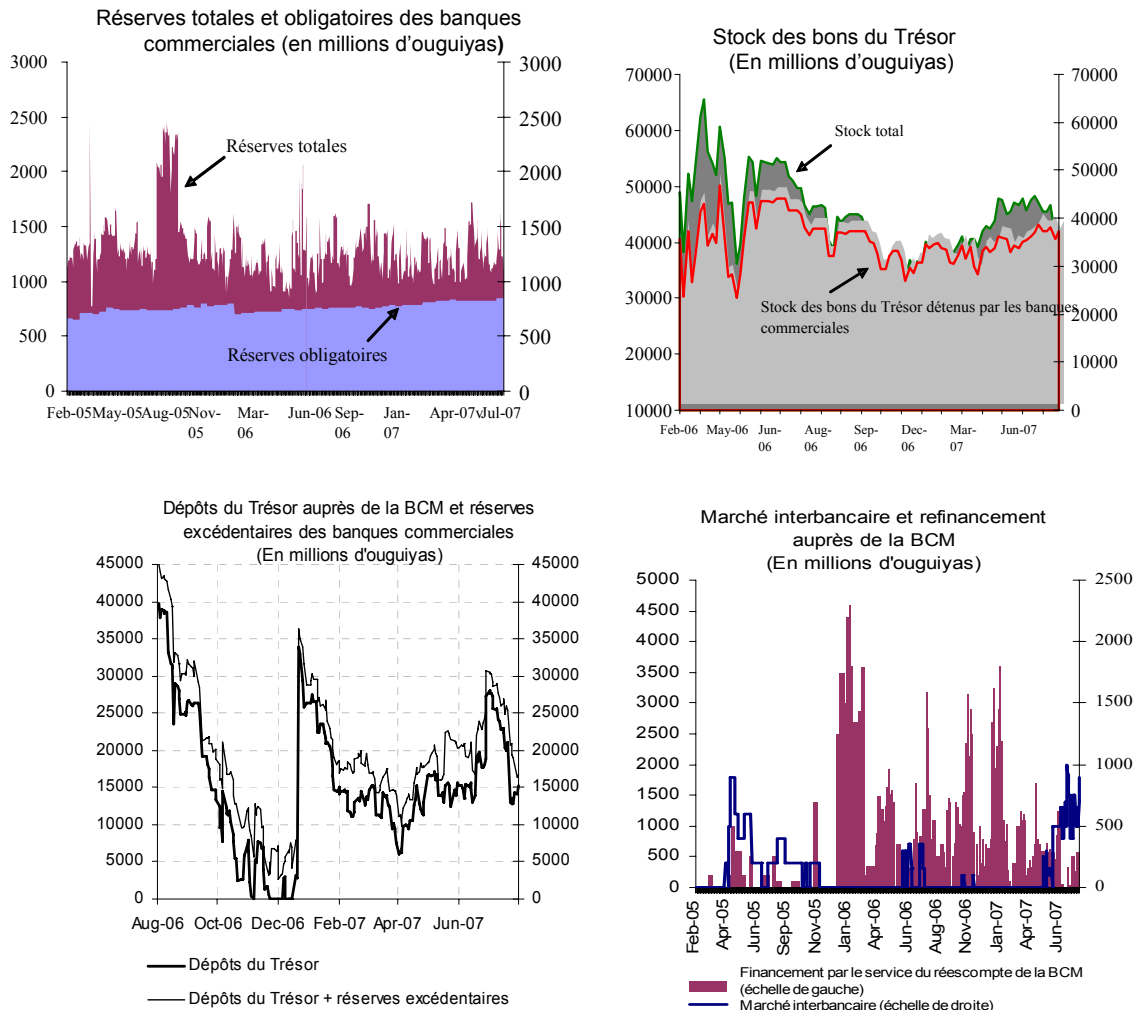 Réserves totales et obligatoires des banques
commerciales (en millions d'ouguiyas)
3000
2500
2000
1500
1000
500
0
3000
2500
2000
1500
1000
500
0
Réserves totales
Réserves obligatoires
Feb-05 May-05 Aug-05 Nov-05 Mar-06 Jun-06 Sep-06 Jan-07 Apr-07 Jul-07
Stock des bons du Trésor
(En millions d'ouguiyas)
70000
60000
50000
40000
30000
20000
10000
70000
60000
50000
40000
30000
20000
10000
0
Stock total
Stock des bons du Trésor détenus par les banques
commerciales
Feb-06 May-06 Jun-06 Aug-06 Sep-06 Dec-06 Mar-07 Jun-07
Dépôts du Trésor auprès de la BCM et réserves
excédentaires des banques commerciales
(En millions d'ouguiyas)
45000
40000
35000
30000
25000
20000
15000
10000
5000
0
45000
40000
35000
30000
25000
20000
15000
10000
5000
0
Aug-06 Oct-06 Dec-06 Feb-07 Apr-07 Jun-07
Dépôts du Trésor
Dépôts du Trésor + réserves excédentaires
Marché interbancaire et refinancement
auprès de la BCM
(En millions d'ouguiyas)
5000
4500
4000
3500
3000
2500
2000
1500
1000
500
0
2500
2000
1500
1000
500
0
Feb-05 Apr-05 Jun-05 Sep-05 Nov-05 Jan-06 Apr-06 Jun-06 Aug-06 Nov-06 Jan-07 Apr-07 Jun-07
Financement par le service du réescompte de la BCM
(échelle de gauche)
Marché interbancaire (échelle de droite)